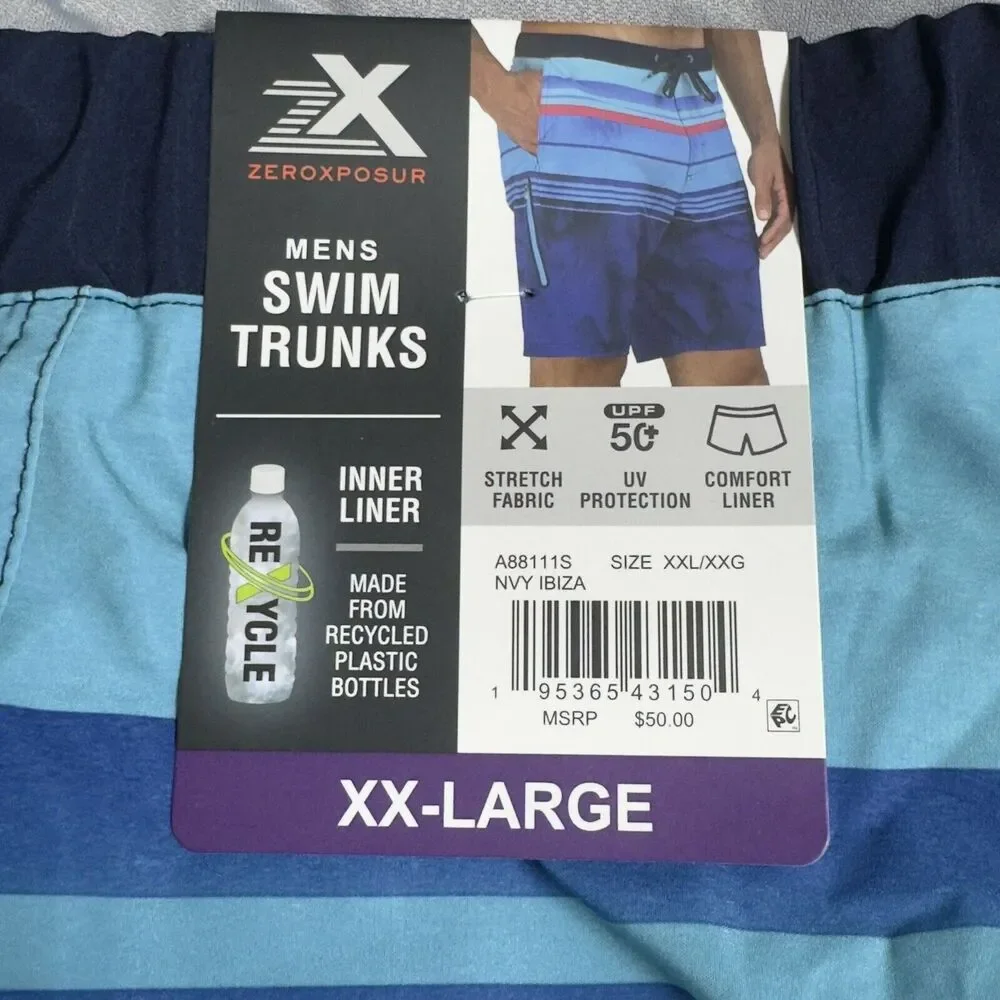 ZX
ZEROXPOSUR
MENS
SWIM
TRUNKS
INNER
LINER
REXYCLE
MADE
FROM
RECYCLED
PLASTIC
BOTTLES
STRETCH
FABRIC
UPF
50+
UV
PROTECTION
COMFORT
LINER
A88111S SIZE XXL/XXG
NVY IBIZA
1 95365 43150 4
MSRP $50.00
EPC
XX-LARGE